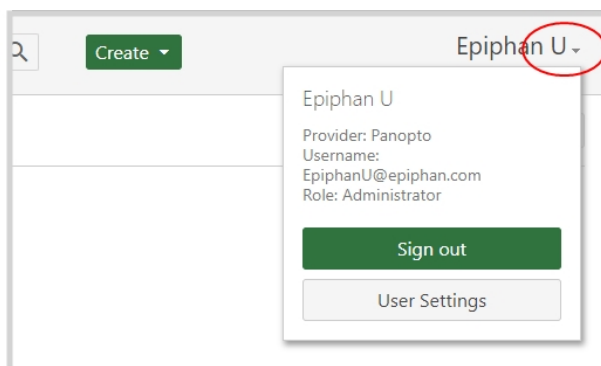 Create
Epiphan U
Epiphan U
Provider: Panopto
Username:
EpiphanU@epiphan.com
Role: Administrator
Sign out
User Settings